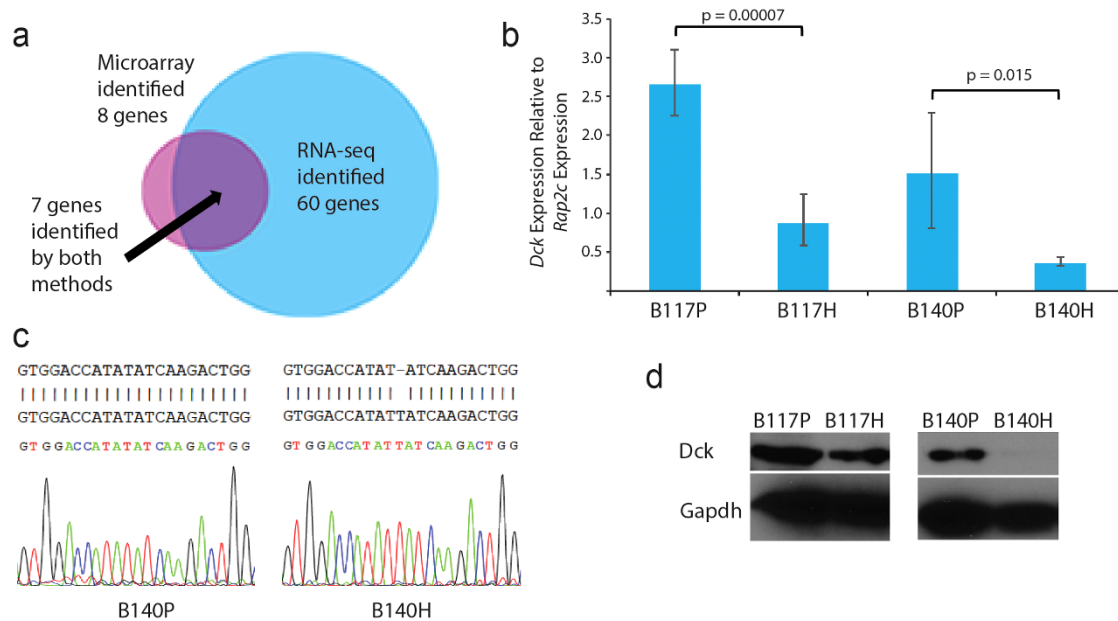 a
Microarray
identified
8 genes
RNA-seq
identified
60 genes
7 genes
identified
by both
methods
b
Dck Expression Relative to
Rap2c Expression
3.5
3.0
2.5
2.0
1.5
1.0
0.5
p = 0.00007
p = 0.015
B117P B117H B140P B140H
c
GTGGACCATATATCAAGACTGG
||||||||||||||||||||||
GTGGACCATATATCAAGACTGG
GTGGACCATATATCAAGACTGG
B140P
GTGGACCATAT-ATCAAGACTGG
||||||||||| |||||||||||
GTGGACCATATTATCAAGACTGG
GTGGACCATATTATCAAGACTGG
B140H
d
B117P B117H B140P B140H
Dck
Gapdh